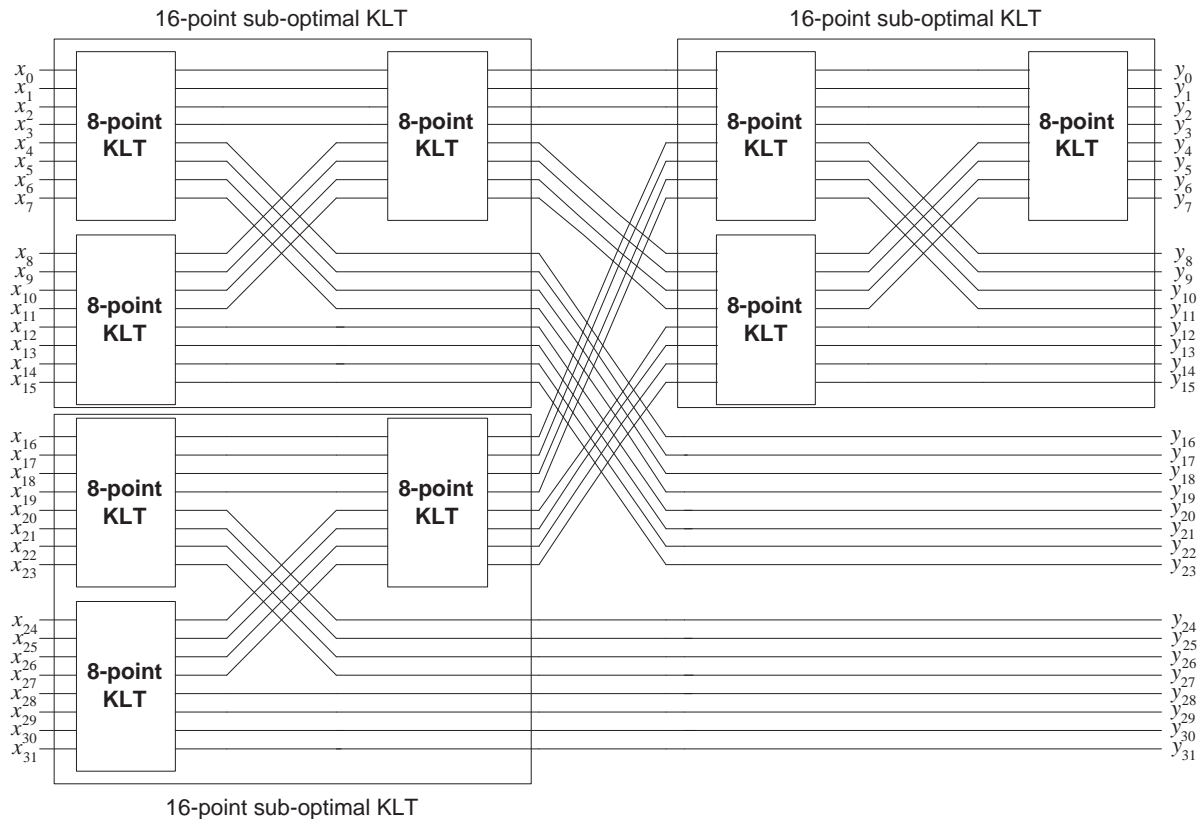 16-point sub-optimal KLT
16-point sub-optimal KLT
x0
x1
x2
x3
x4
x5
x6
x7
x8
x9
x10
x11
x12
x13
x14
x15
x16
x17
x18
x19
x20
x21
x22
x23
x24
x25
x26
x27
x28
x29
x30
x31
8-point
KLT
8-point
KLT
8-point
KLT
8-point
KLT
8-point
KLT
8-point
KLT
8-point
KLT
8-point
KLT
8-point
KLT
y0
y1
y2
y3
y4
y5
y6
y7
y8
y9
y10
y11
y12
y13
y14
y15
y16
y17
y18
y19
y20
y21
y22
y23
y24
y25
y26
y27
y28
y29
y30
y31
16-point sub-optimal KLT